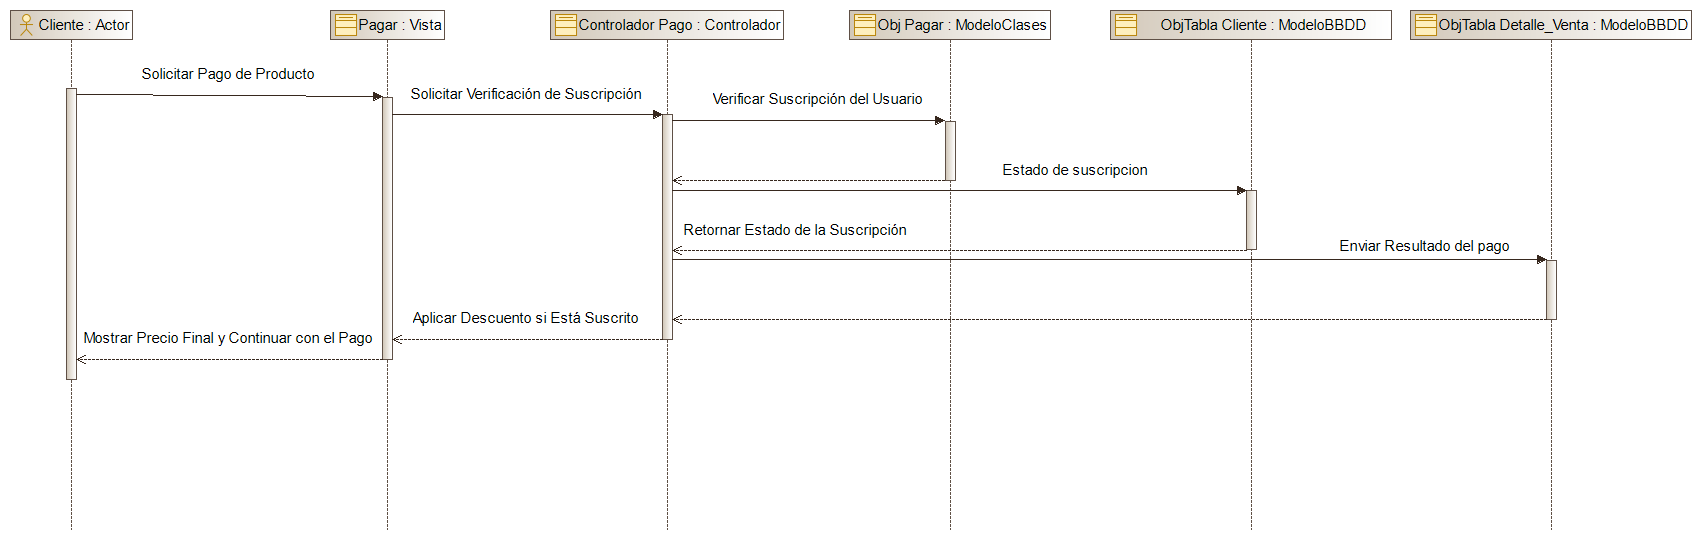 Cliente : Actor
Pagar : Vista
Controlador Pago : Controlador
Obj Pagar : ModeloClases
ObjTabla Cliente : ModeloBBDD
ObjTabla Detalle_Venta : ModeloBBDD
Solicitar Pago de Producto
Solicitar Verificación de Suscripción
Verificar Suscripción del Usuario
Estado de suscripcion
Retornar Estado de la Suscripción
Enviar Resultado del pago
Aplicar Descuento si Está Suscrito
Mostrar Precio Final y Continuar con el Pago